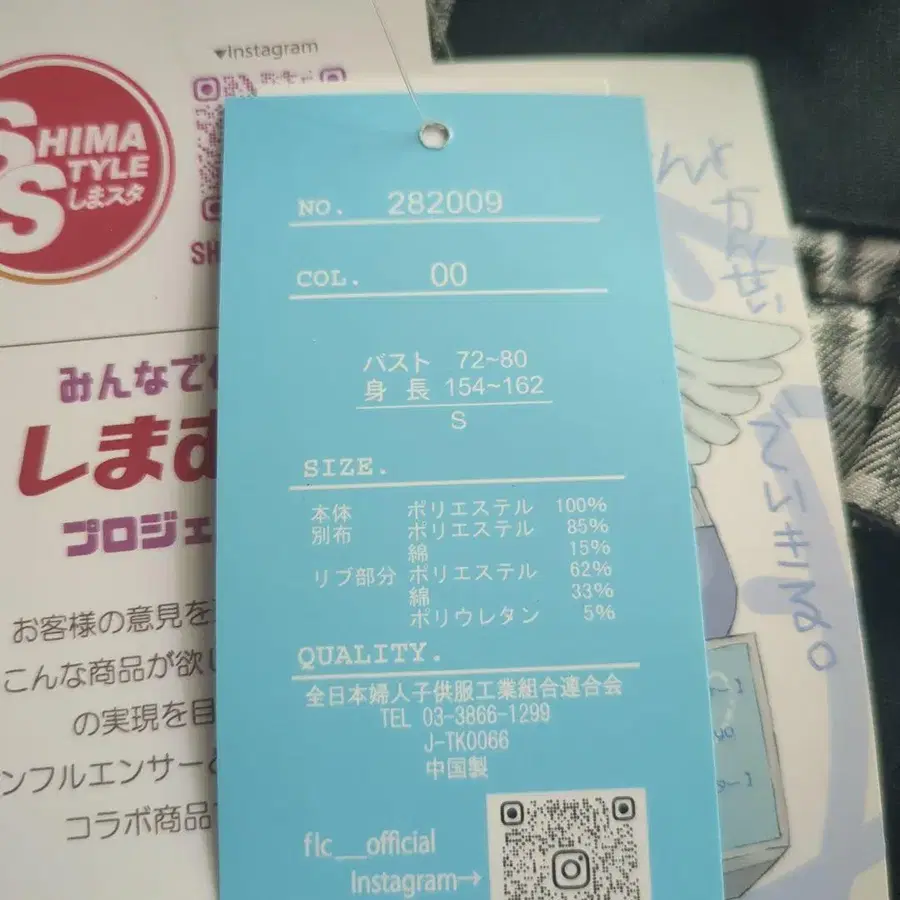 ▾Instagram
SHIMA
STYLE
しまスタ
みんなで
しまむ
プロジェ
お客様の意見を
こんな商品が欲し
の実現を目
ンフルエンサーと
コラボ商品
NO. 282009
COL. 00
バスト 72~80
身 長 154~162
S
SIZE.
本体 ポリエステル 100%
別布 ポリエステル 85%
綿 15%
リブ部分 ポリエステル 62%
綿 33%
ポリウレタン 5%
QUALITY.
全日本婦人子供服工業組合連合会
TEL 03-3866-1299
J-TK0066
中国製
flc__official
Instagram→